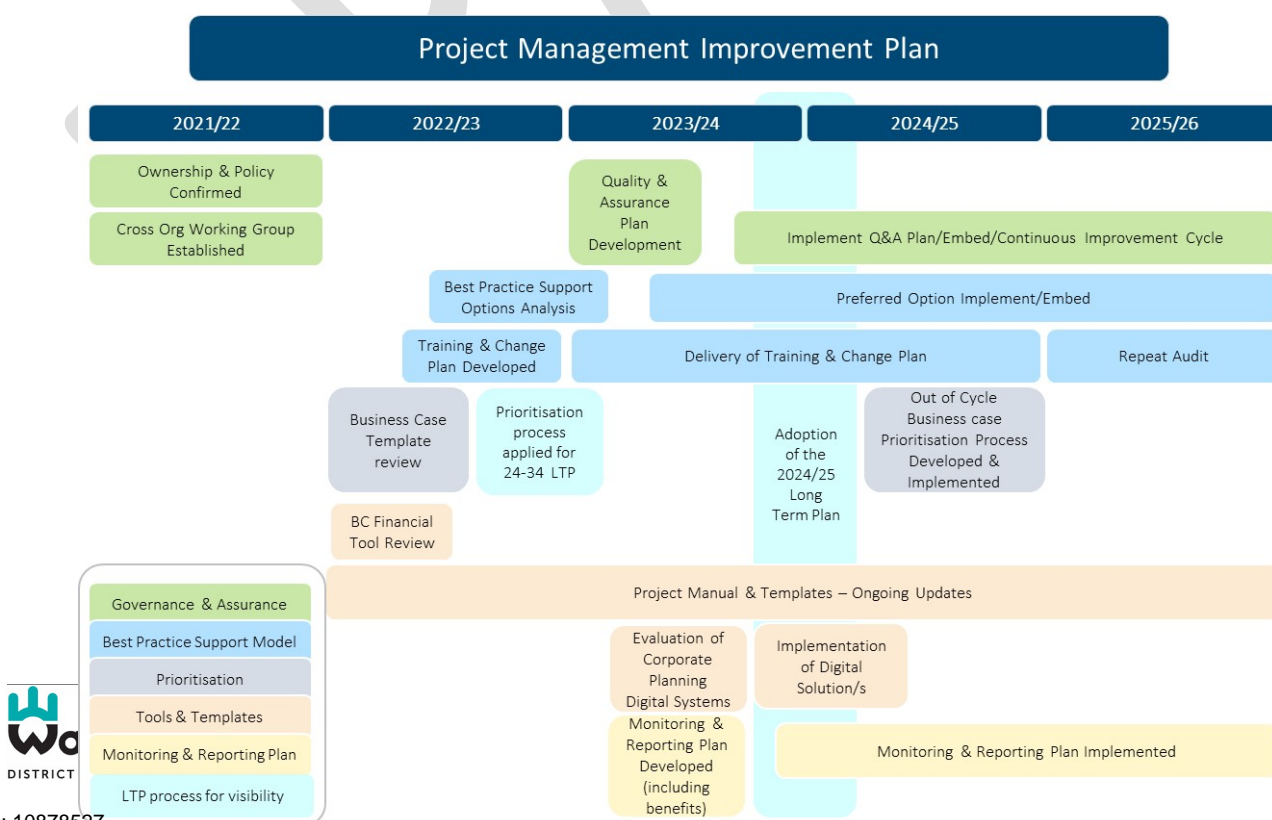 Project Management Improvement Plan
2021/22
2022/23
2023/24
2024/25
2025/26
Ownership & Policy
Confirmed
Cross Org Working Group
Established
Quality &
Assurance
Plan
Development
Implement Q&A Plan/Embed/Continuous Improvement Cycle
Best Practice Support
Options Analysis
Preferred Option Implement/Embed
Training & Change
Plan Developed
Delivery of Training & Change Plan
Repeat Audit
Business Case
Template
review
Prioritisation
process
applied for
24-34 LTP
Adoption
of the
2024/25
Long
Term Plan
Out of Cycle
Business case
Prioritisation Process
Developed &
Implemented
BC Financial
Tool Review
Project Manual & Templates – Ongoing Updates
Evaluation of
Corporate
Planning
Digital Systems
Implementation
of Digital
Solution/s
Monitoring &
Reporting Plan
Developed
(including
benefits)
Monitoring & Reporting Plan Implemented
Governance & Assurance
Best Practice Support Model
Prioritisation
Tools & Templates
Monitoring & Reporting Plan
LTP process for visibility
DISTRICT